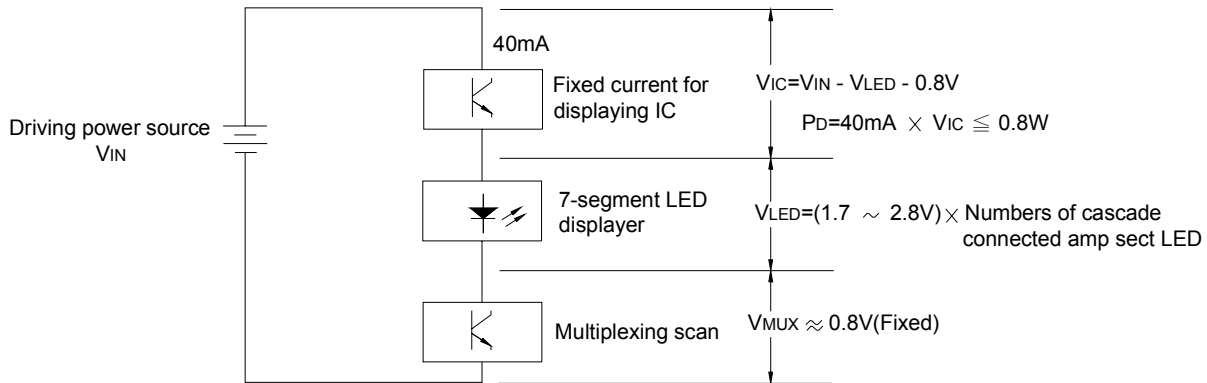 40mA
Fixed current for
displaying IC
VIC=VIN - VLED - 0.8V
PD=40mA × VIC ≦ 0.8W
Driving power source
VIN
7-segment LED
displayer
VLED=(1.7 ~ 2.8V) × Numbers of cascade
connected amp sect LED
Multiplexing scan
VMUX ≈ 0.8V(Fixed)